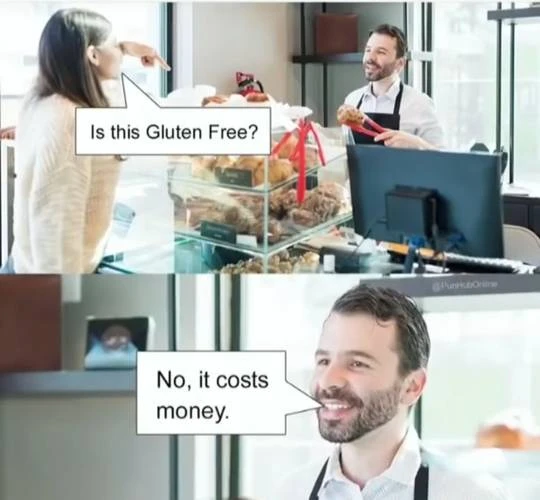 Is this Gluten Free?
@PunHubOnline
No, it costs
money.